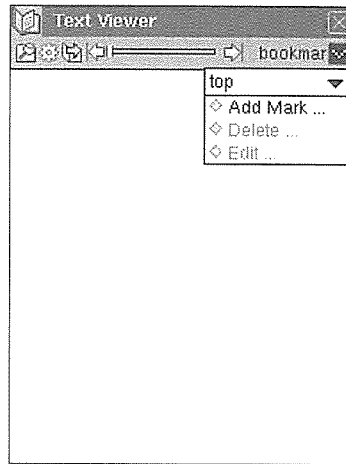 Text Viewer
bookmar
top
Add Mark ...
Delete ...
Edit ...